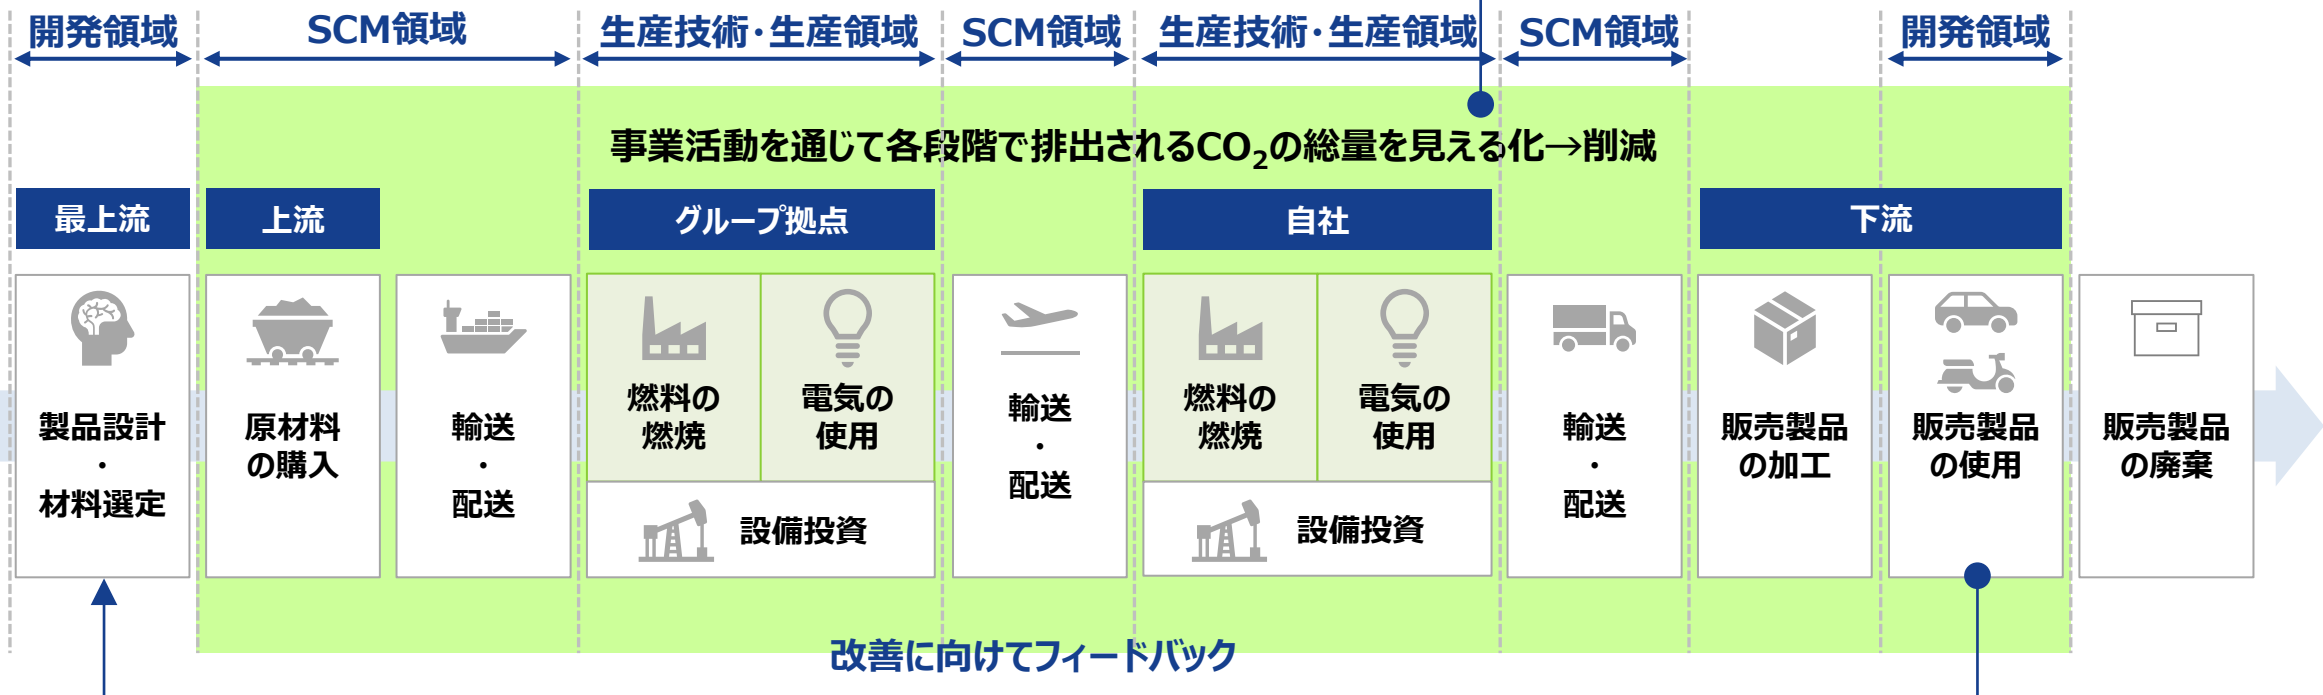 開発領域
SCM領域
生産技術・生産領域
SCM領域
生産技術・生産領域
SCM領域
開発領域
事業活動を通じて各段階で排出されるCO₂の総量を見える化→削減
最上流
上流
グループ拠点
自社
下流
製品設計
・
材料選定
原材料
の購入
輸送
・
配送
燃料の
燃焼
電気の
使用
設備投資
輸送
・
配送
燃料の
燃焼
電気の
使用
設備投資
輸送
・
配送
販売製品
の加工
販売製品
の使用
販売製品
の廃棄
改善に向けてフィードバック